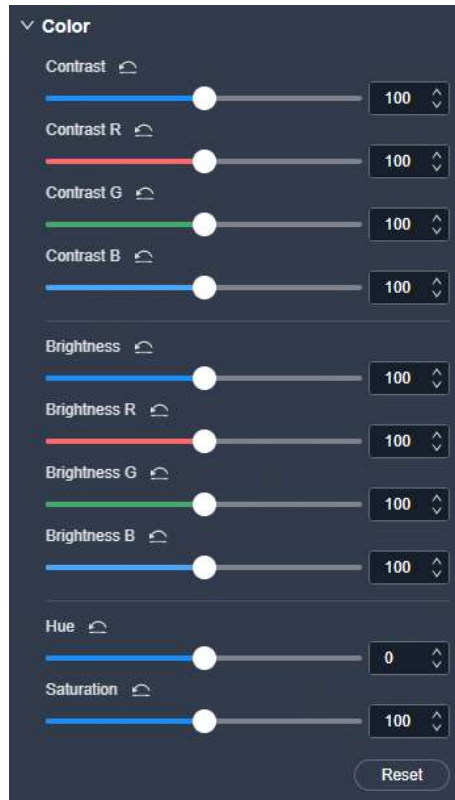 Color
Contrast
100
Contrast R
100
Contrast G
100
Contrast B
100
Brightness
100
Brightness R
100
Brightness G
100
Brightness B
100
Hue
0
Saturation
100
Reset